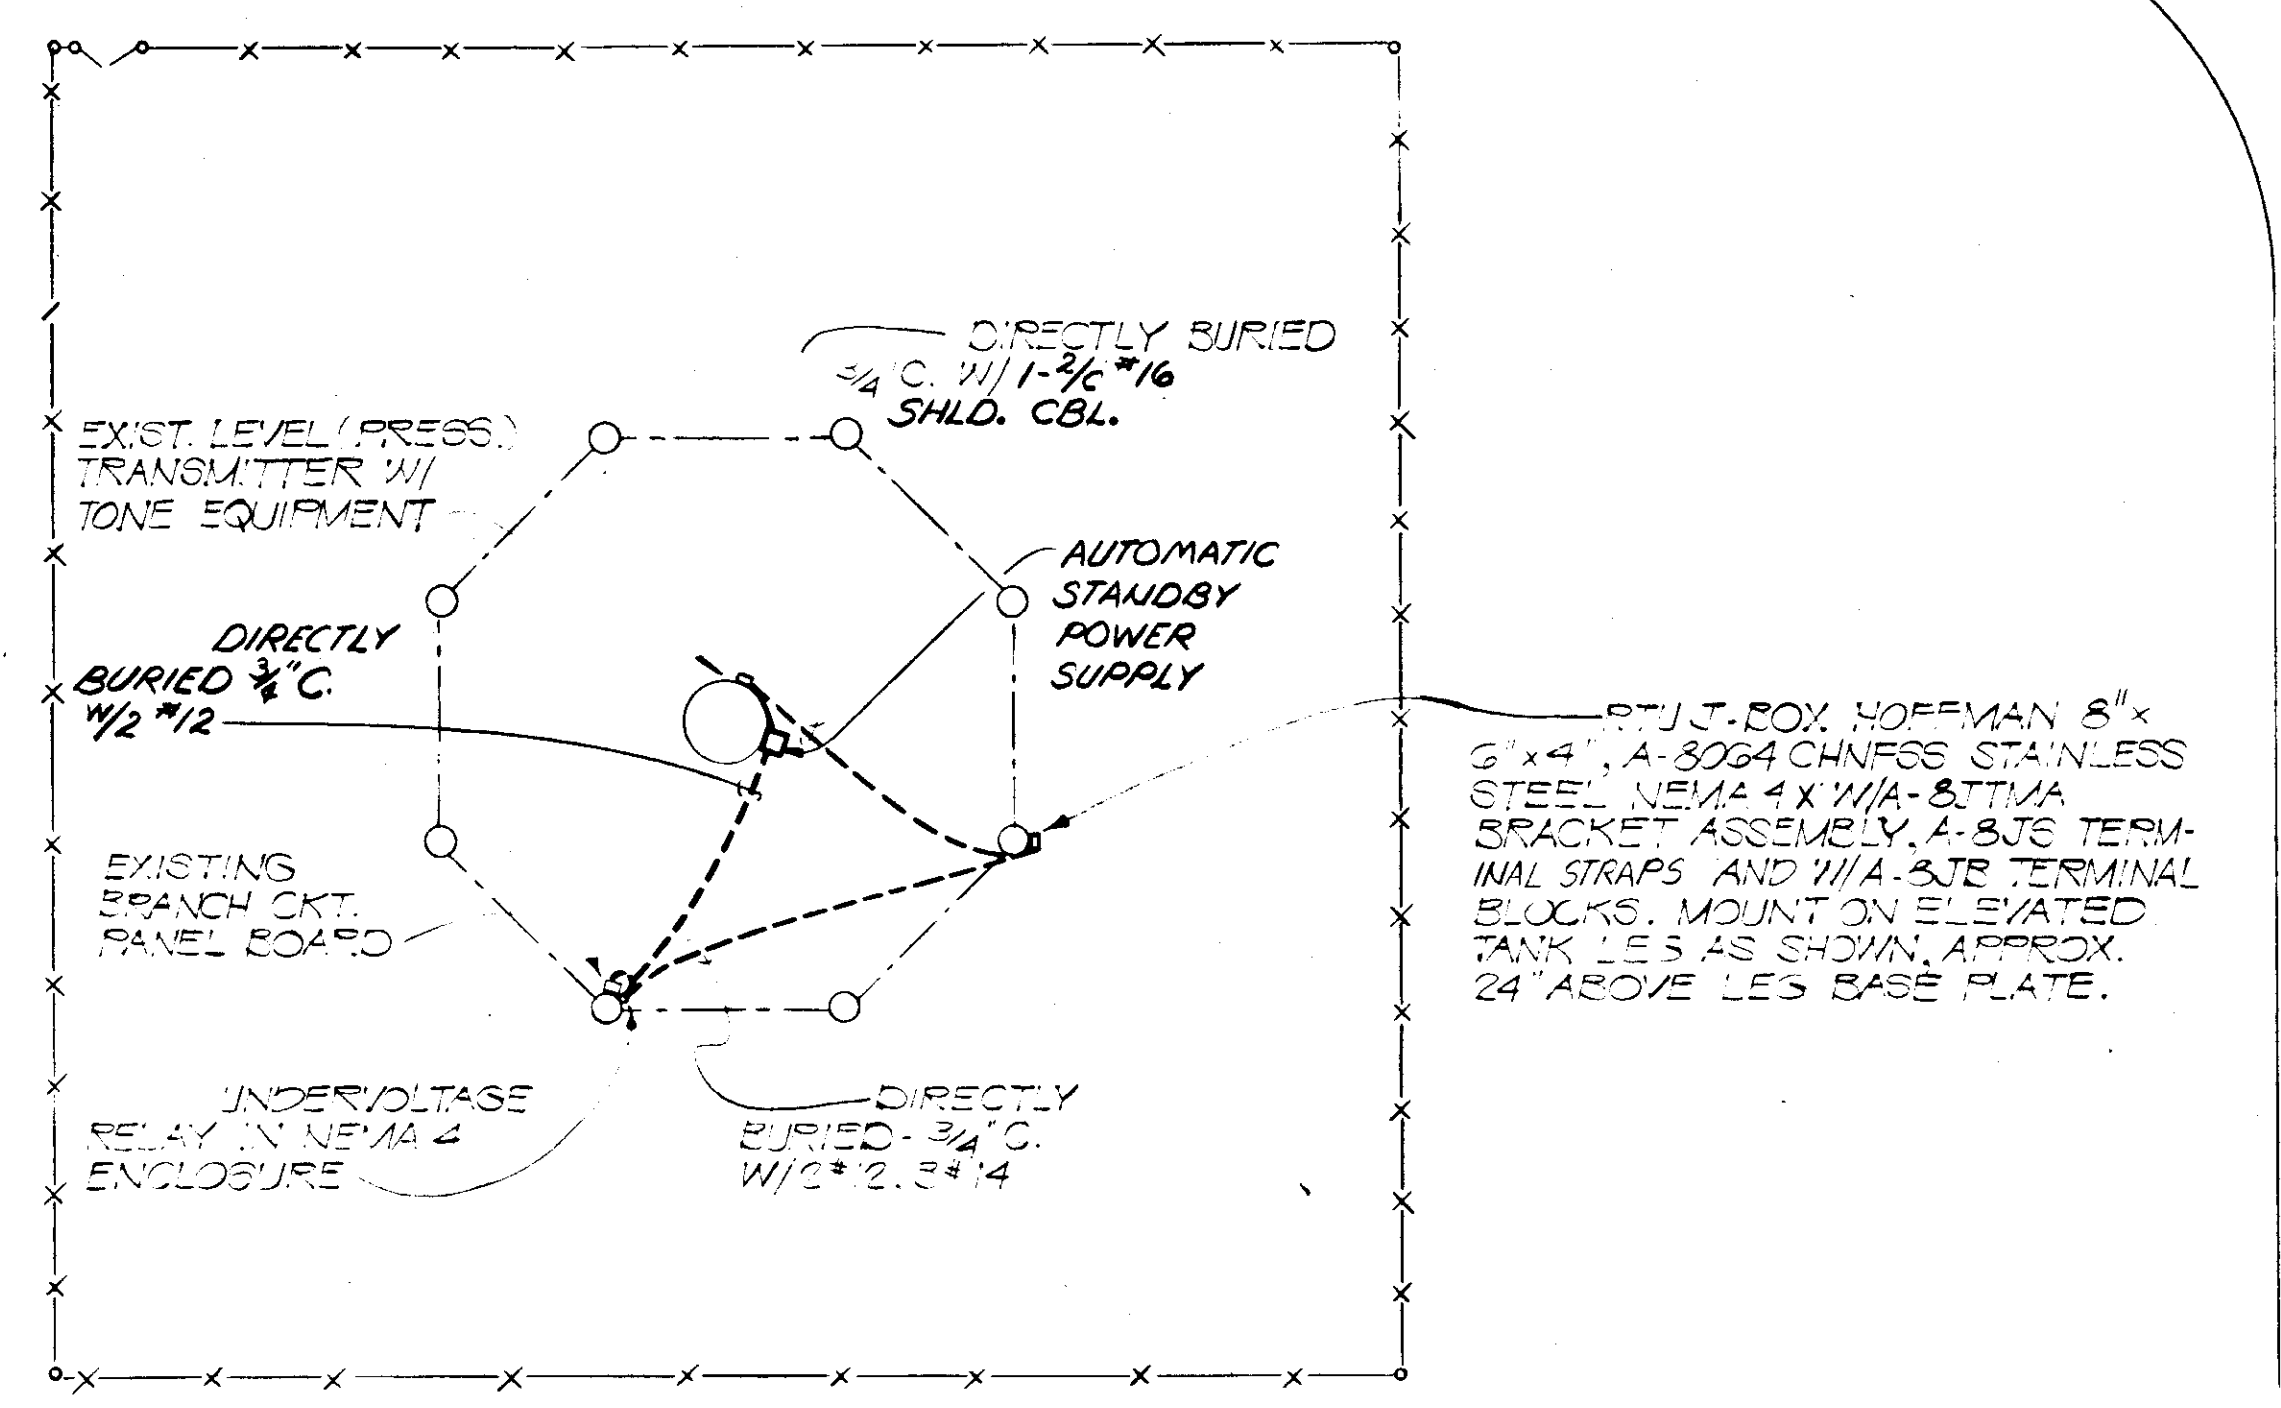 DIRECTLY BURIED
3/4"C. W/ 1-2/C #16
SHLD. CBL.
EXIST. LEVEL (PRESS.)
TRANSMITTER W/
TONE EQUIPMENT
AUTOMATIC
STANDBY
POWER
SUPPLY
DIRECTLY
BURIED 3/4"C.
W/2 #12
RTU J-BOX HOFFMAN 8"x
6"x4", A-8064 CHNFSS STAINLESS
STEEL NEMA 4X W/A-8JTMA
BRACKET ASSEMBLY, A-8JS TERM-
INAL STRAPS AND W/A-8JB TERMINAL
BLOCKS. MOUNT ON ELEVATED
TANK LEG AS SHOWN, APPROX.
24" ABOVE LEG BASE PLATE.
EXISTING
BRANCH CKT.
PANEL BOARD
UNDERVOLTAGE
RELAY IN NEMA 4
ENCLOSURE
DIRECTLY
BURIED - 3/4"C.
W/2#12, 3#14